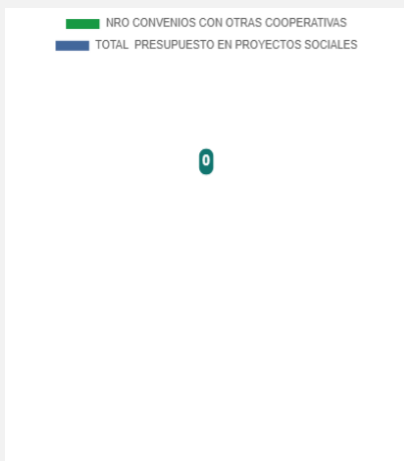 NRO CONVENIOS CON OTRAS COOPERATIVAS
TOTAL PRESUPUESTO EN PROYECTOS SOCIALES
0